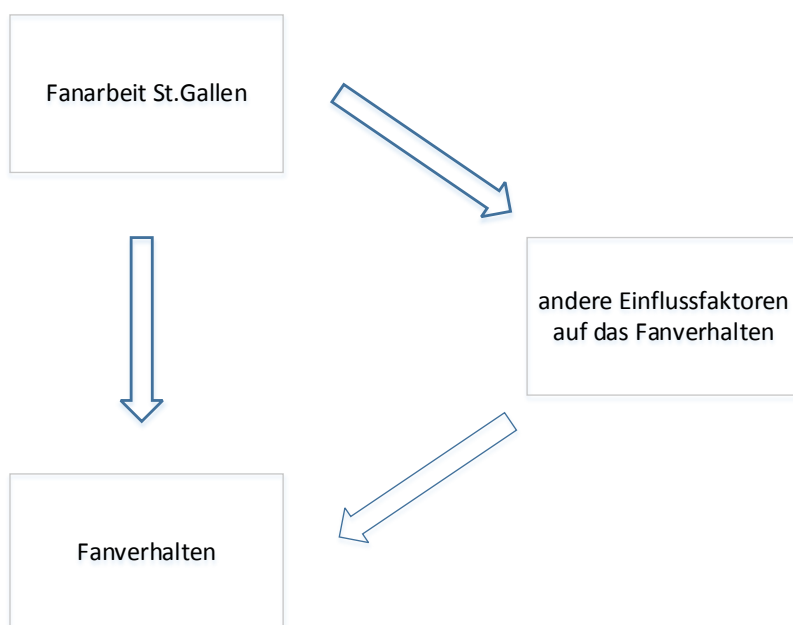 Fanarbeit St.Gallen
andere Einflussfaktoren
auf das Fanverhalten
Fanverhalten